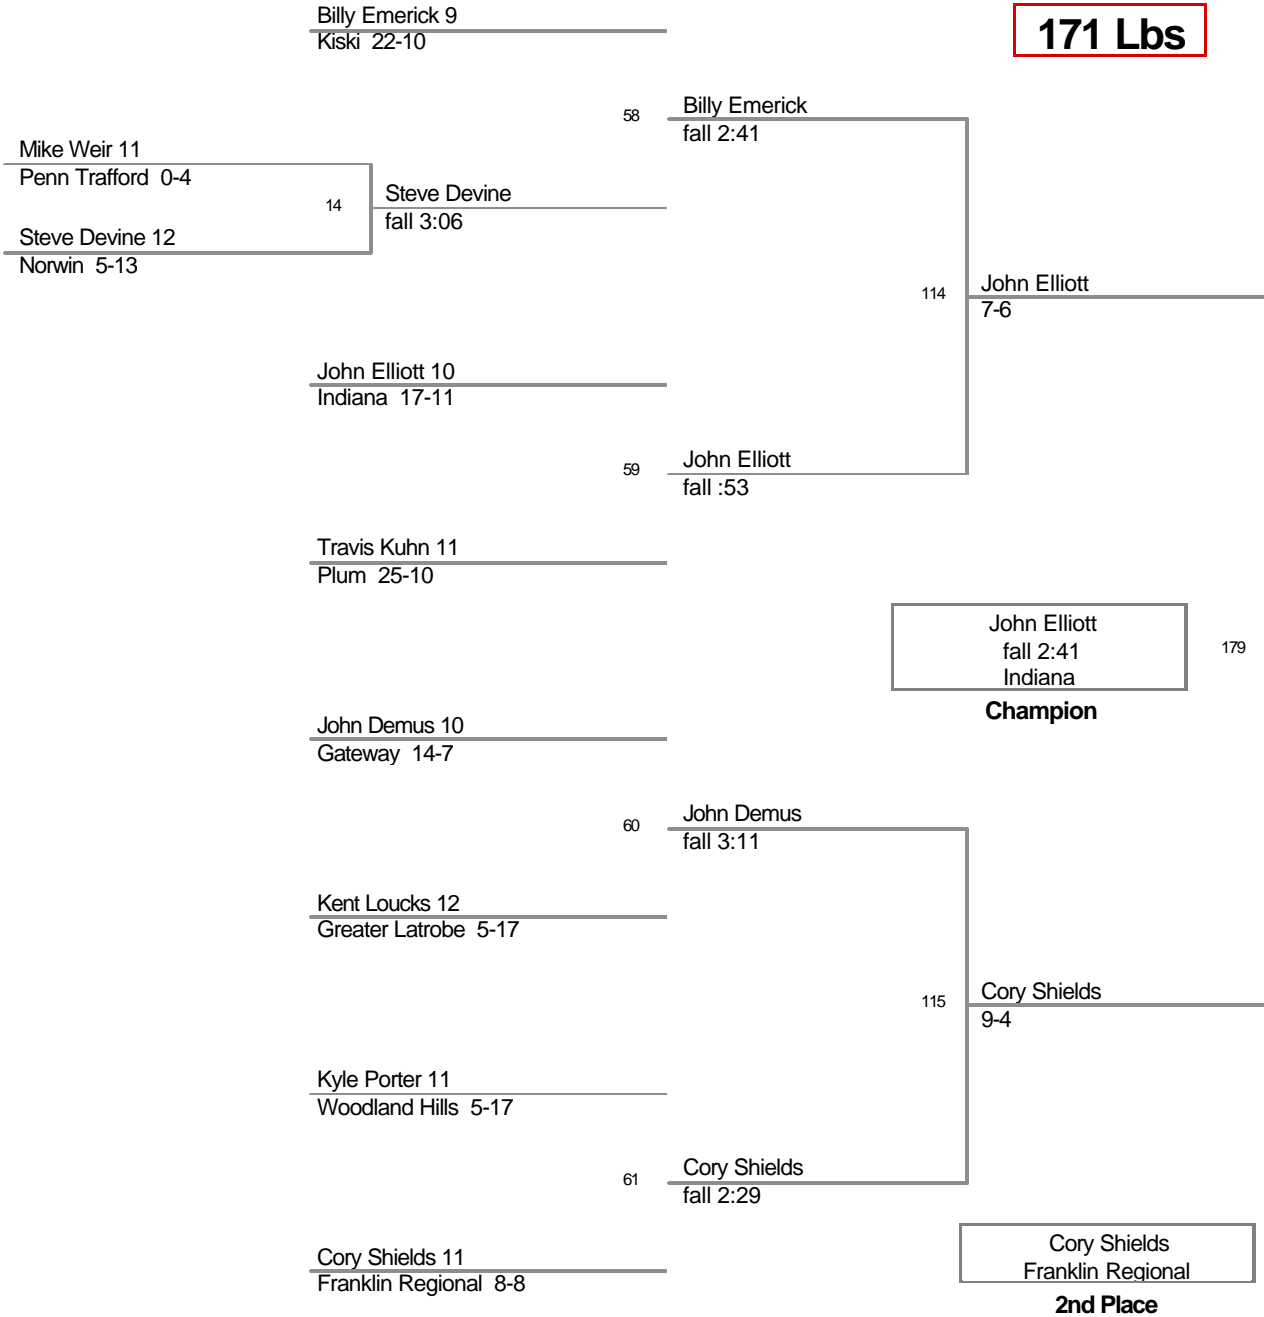 Billy Emerick 9
Kiski 22-10
171 Lbs
58
Billy Emerick
fall 2:41
Mike Weir 11
Penn Trafford 0-4
14
Steve Devine
fall 3:06
Steve Devine 12
Norwin 5-13
114
John Elliott
7-6
John Elliott 10
Indiana 17-11
59
John Elliott
fall :53
Travis Kuhn 11
Plum 25-10
John Elliott
fall 2:41
Indiana
179
Champion
John Demus 10
Gateway 14-7
60
John Demus
fall 3:11
Kent Loucks 12
Greater Latrobe 5-17
115
Cory Shields
9-4
Kyle Porter 11
Woodland Hills 5-17
61
Cory Shields
fall 2:29
Cory Shields 11
Franklin Regional 8-8
Cory Shields
Franklin Regional
2nd Place